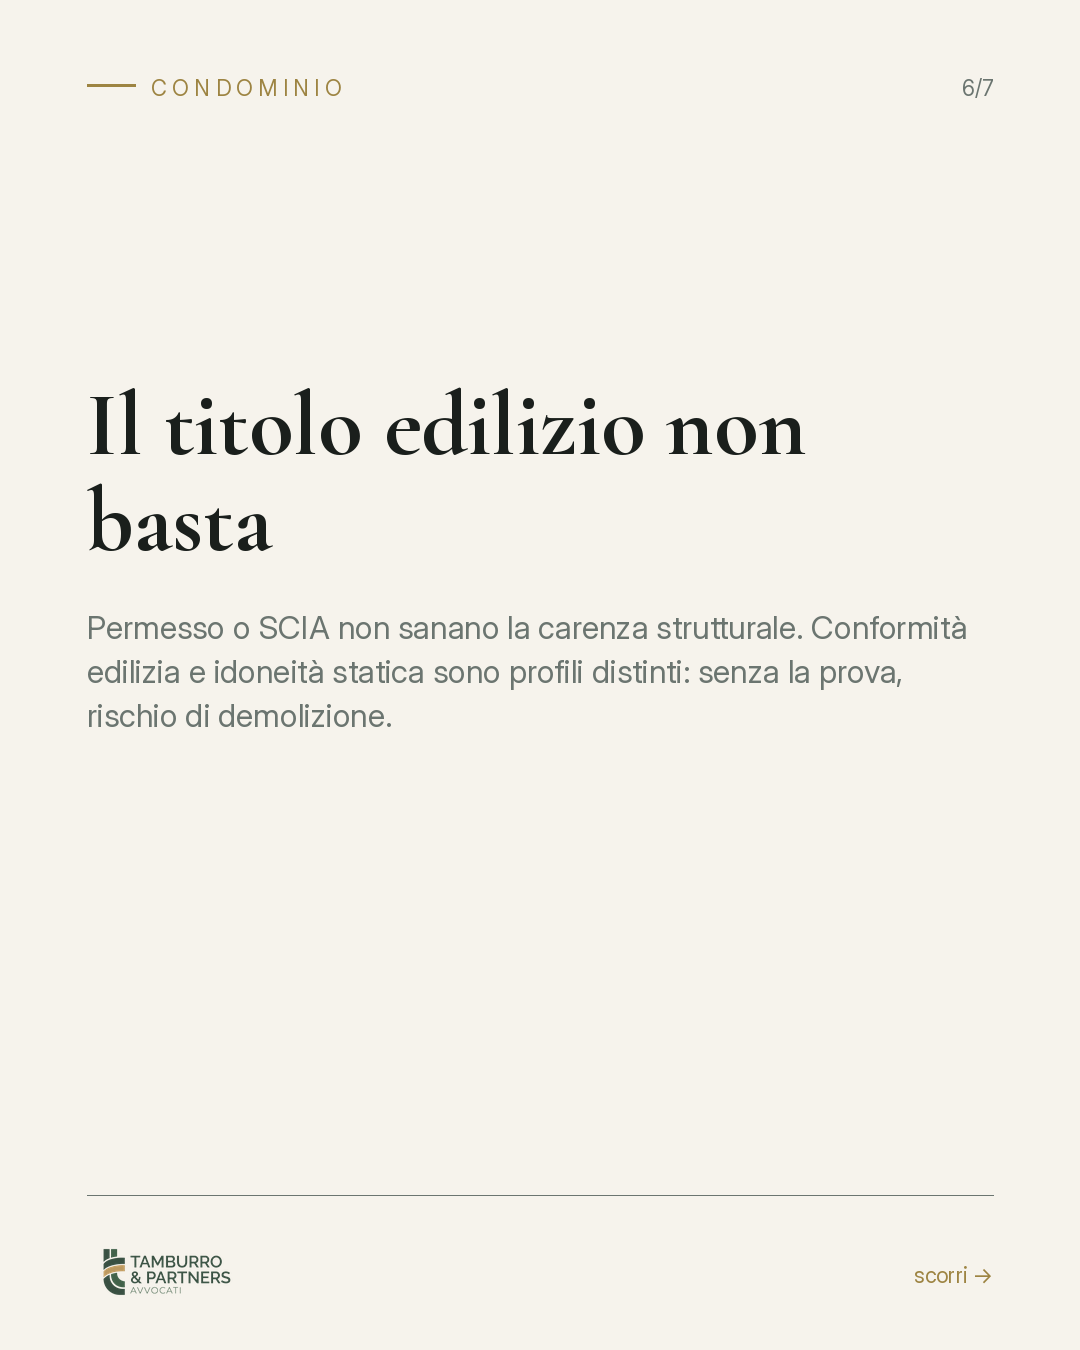 CONDOMINIO
6/7
Il titolo edilizio non
basta
Permesso o SCIA non sanano la carenza strutturale. Conformità
edilizia e idoneità statica sono profili distinti: senza la prova,
rischio di demolizione.
TAMBURRO
& PARTNERS
AVVOCATI
scorri →